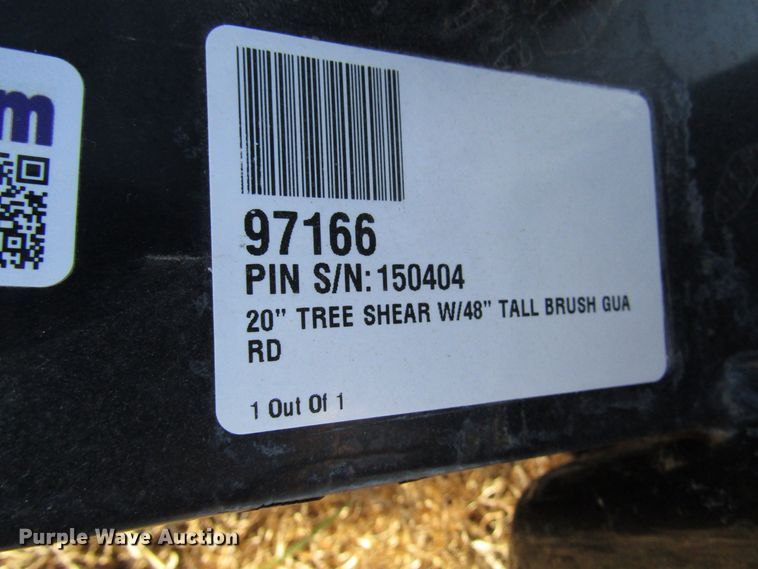 m
97166
PIN S/N: 150404
20" TREE SHEAR W/48" TALL BRUSH GUA
RD
1 Out Of 1
Purple Wave Auction